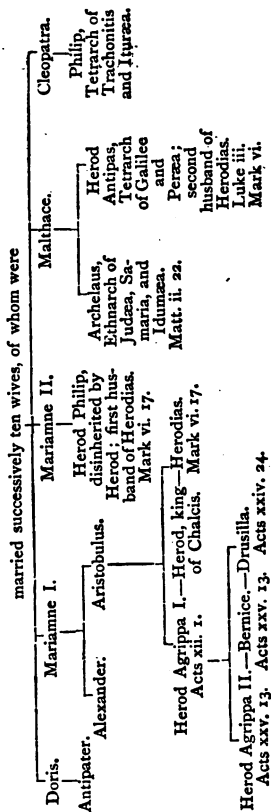 married successively ten wives, of whom were
Doris.
Mariamne I.
Mariamne II.
Malthace.
Cleopatra.
Antipater.
Alexander.
Aristobulus.
Herod Philip,
disinherited by
Herod; first hus-
band of Herodias.
Mark vi. 17.
Archelaus,
Ethnarch of
Judæa, Sa-
maria, and
Idumæa.
Matt. ii. 22.
Herod
Antipas,
Tetrarch
of Galilee
and
Peræa;
second
husband of
Herodias.
Luke iii.
Mark vi.
Philip,
Tetrarch of
Trachonitis
and Ituræa.
Herod Agrippa I.—Herod, king—Herodias.
Acts xii. 1. of Chalcis. Mark vi. 17.
Herod Agrippa II.—Bernice.—Drusilla.
Acts xxv. 13. Acts xxv. 13. Acts xxiv. 24.